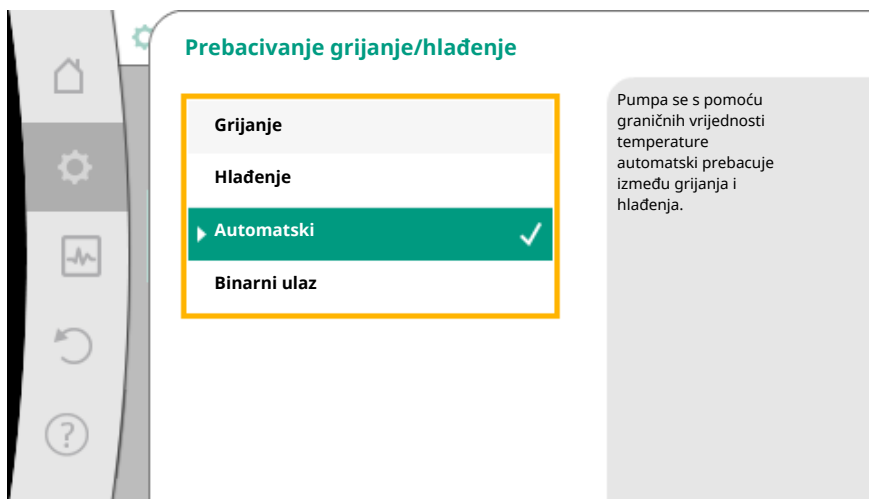 Prebacivanje grijanje/hlađenje
Grijanje
Hlađenje
Automatski
Binarni ulaz
Pumpa se s pomoću
graničnih vrijednosti
temperature
automatski prebacuje
između grijanja i
hlađenja.
?